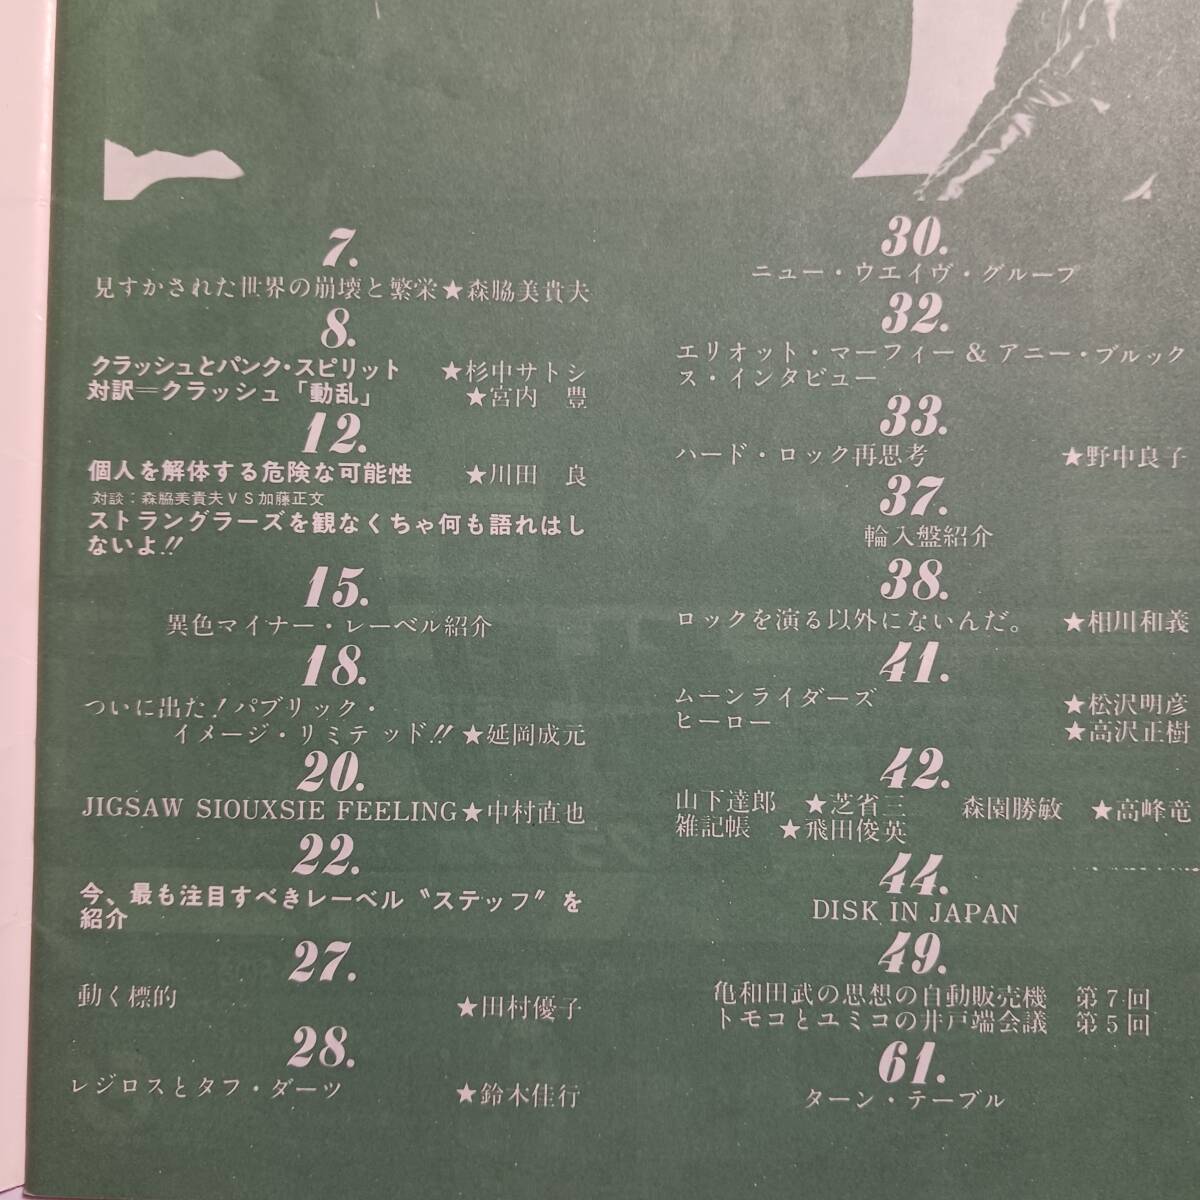 7.
見すかされた世界の崩壊と繁栄★森脇美貴夫
8.
クラッシュとパンク・スピリット ★杉中サトシ
対訳=クラッシュ「動乱」 ★宮内 豊
12.
個人を解体する危険な可能性 ★川田 良
対談：森脇美貴夫VS加藤正文
ストラングラーズを観なくちゃ何も語れはし
ないよ!!
15.
異色マイナー・レーベル紹介
18.
ついに出た!パブリック・
イメージ・リミテッド!!★延岡成元
20.
JIGSAW SIOUXSIE FEELING★中村直也
22.
今、最も注目すべきレーベル〝ステッフ〟を
紹介
27.
動く標的 ★田村優子
28.
レジロスとタフ・ダーツ ★鈴木佳行
30.
ニュー・ウエイヴ・グループ
32.
エリオット・マーフィー & アニー・ブルック
ス・インタビュー
33.
ハード・ロック再思考 ★野中良子
37.
輸入盤紹介
38.
ロックを演る以外にないんだ。 ★相川和義
41.
ムーンライダーズ ★松沢明彦
ヒーロー ★高沢正樹
42.
山下達郎 ★芝省三 森園勝敏 ★高峰竜
雑記帳 ★飛田俊英
44.
DISK IN JAPAN
49.
亀和田武の思想の自動販売機 第7回
トモコとユミコの井戸端会議 第5回
61.
ターン・テーブル